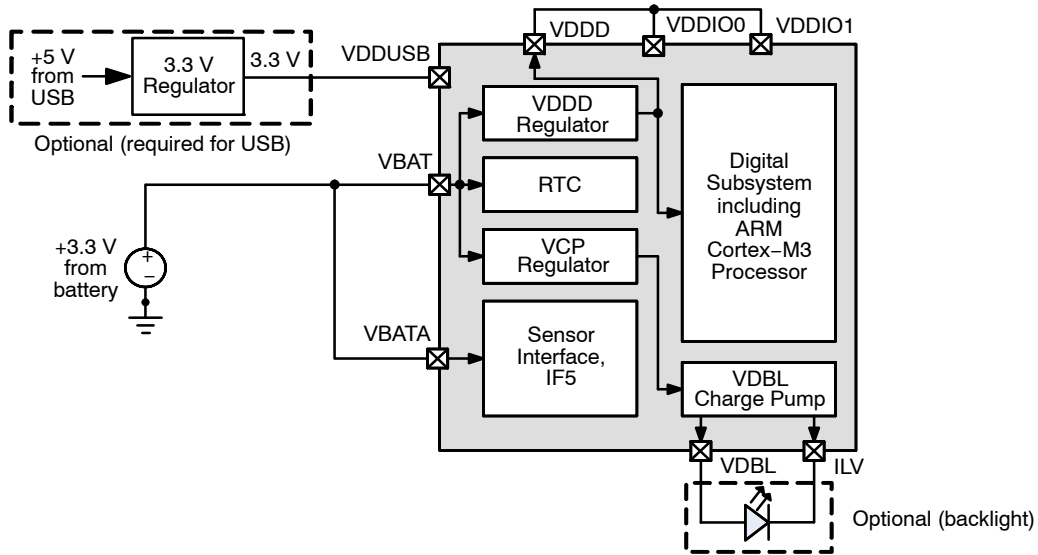 VDDD
VDDIO0
VDDIO1
+5 V
from
USB
3.3 V
Regulator
3.3 V
VDDUSB
Optional (required for USB)
VDDD
Regulator
VBAT
RTC
Digital
Subsystem
including
ARM
Cortex−M3
Processor
+3.3 V
from
battery
+
−
VCP
Regulator
VBATA
Sensor
Interface,
IF5
VDBL
Charge Pump
VDBL
ILV
Optional (backlight)